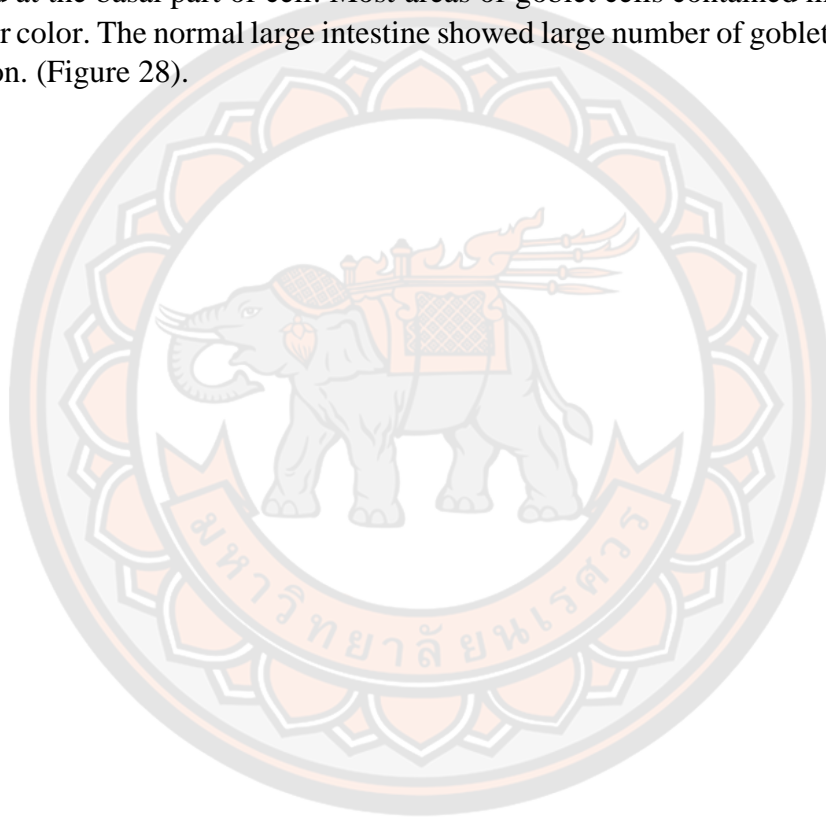 at the basal part of cell. Most areas of goblet cells contained
color. The normal large intestine showed large number of goblet
(Figure 28).
มหาวิทยาลัยนเรศวร